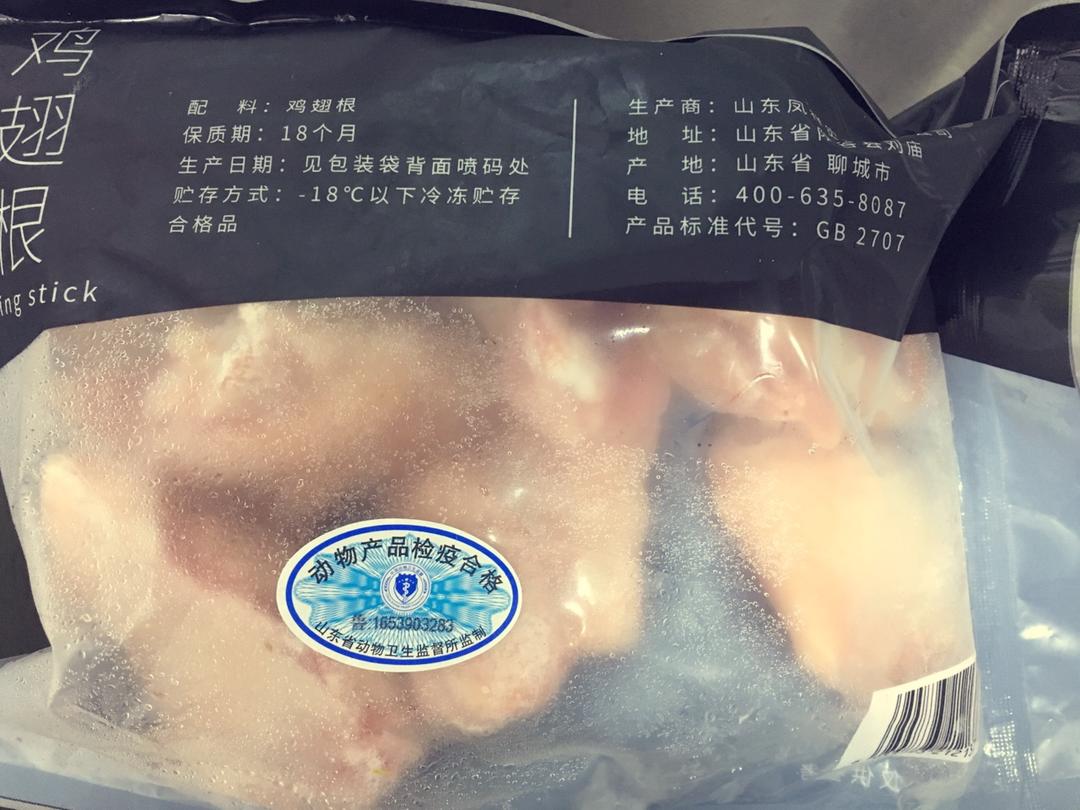 鸡翅根
stick
配 料：鸡翅根
保质期：18个月
生产日期：见包装袋背面喷码处
贮存方式：-18℃以下冷冻贮存
合格品
生产商：山东凤
地 址：山东省
产 地：山东省 聊城市
电 话：400-635-8087
产品标准代号：GB 2707
动物产品检疫合格
鲁 1653903283
山东省动物卫生监督所监制